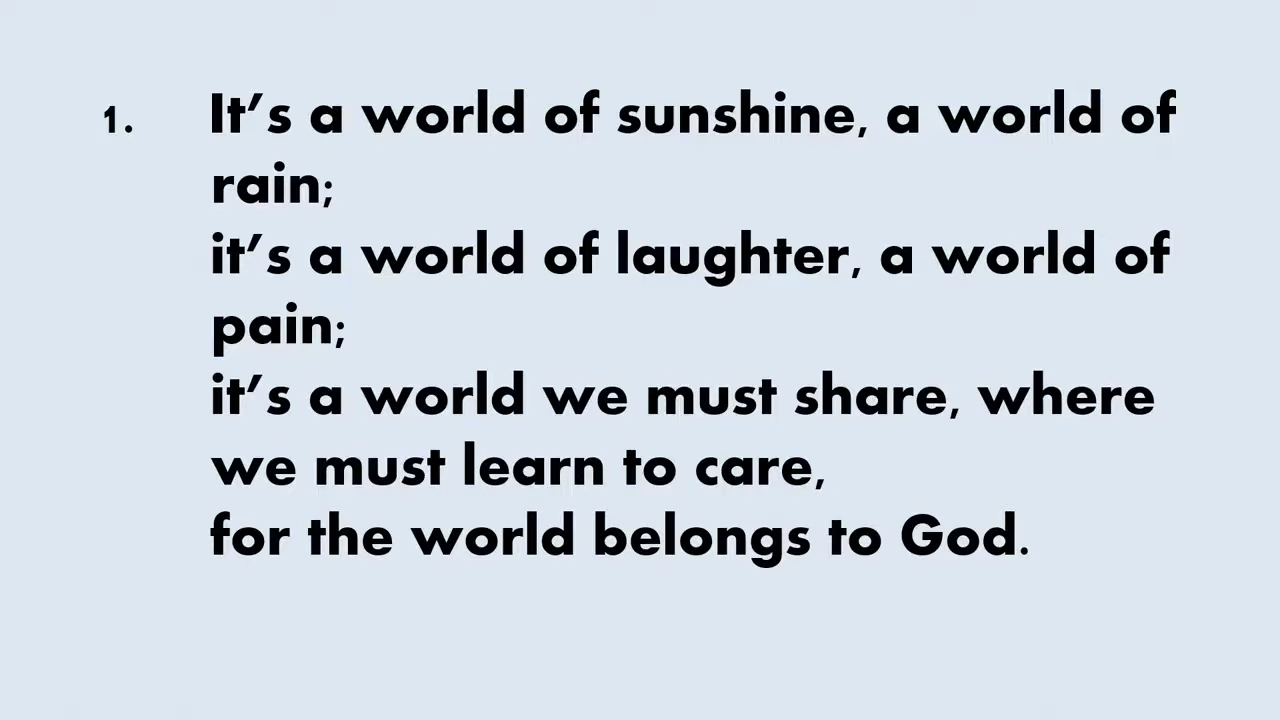 1. It’s a world of sunshine, a world of
rain;
it’s a world of laughter, a world of
pain;
it’s a world we must share, where
we must learn to care,
for the world belongs to God.